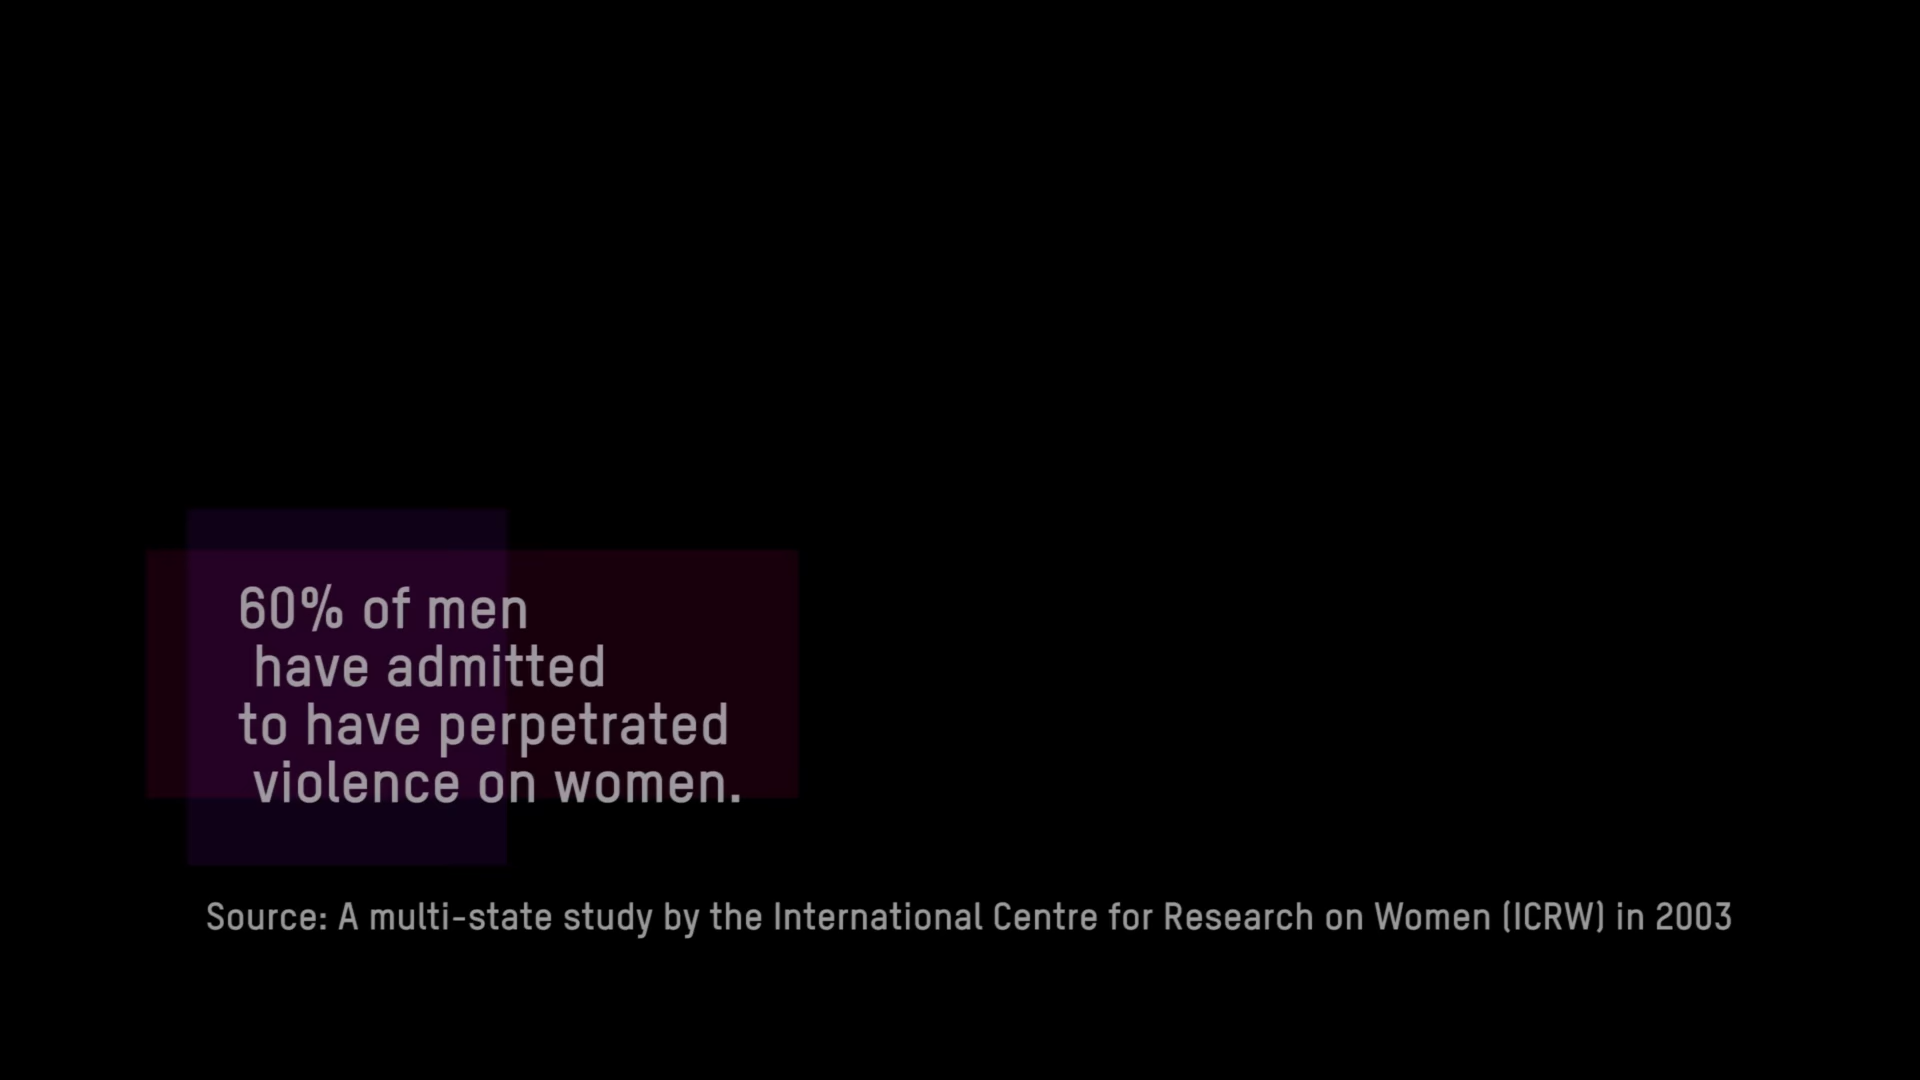 60% of men
have admitted
to have perpetrated
violence on women.
Source: A multi-state study by the International Centre for Research on Women (ICRW) in 2003